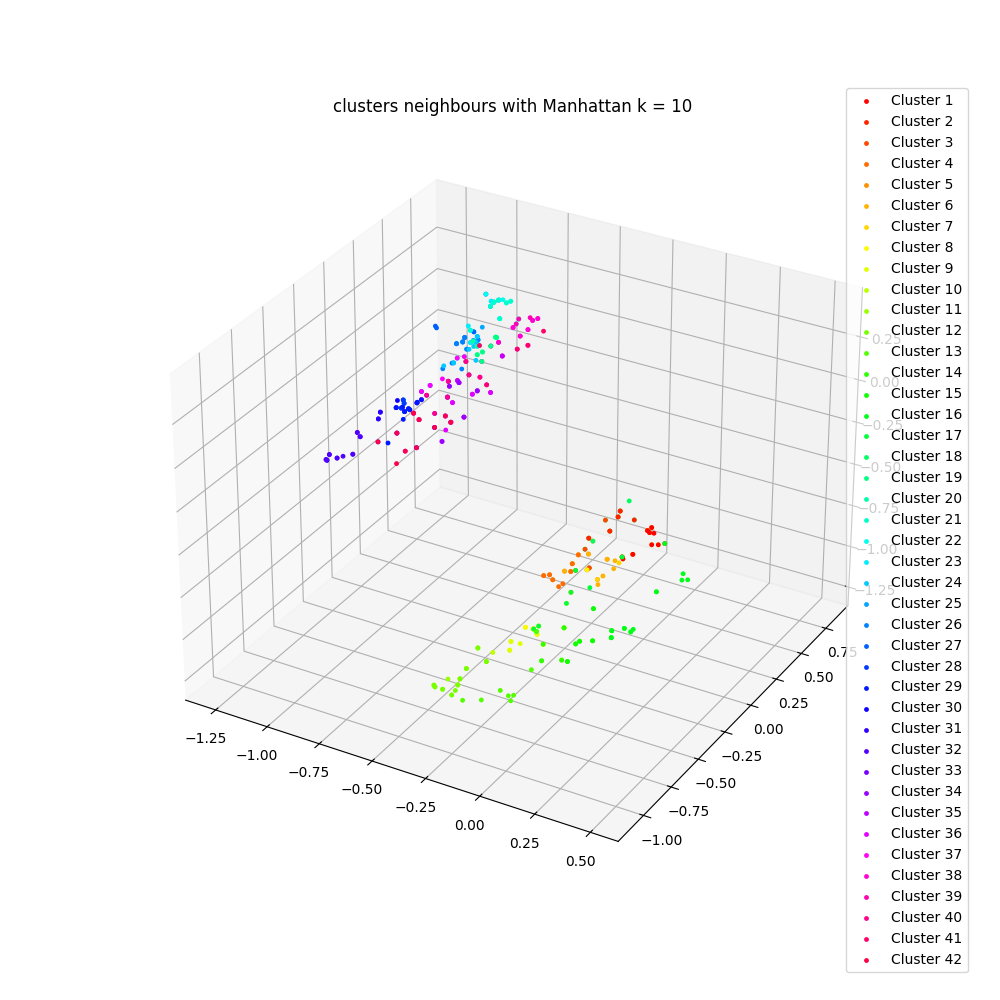 clusters neighbours with Manhattan k = 10
Cluster 1
Cluster 2
Cluster 3
Cluster 4
Cluster 5
Cluster 6
Cluster 7
Cluster 8
Cluster 9
Cluster 10
Cluster 11
Cluster 12
Cluster 13
Cluster 14
Cluster 15
Cluster 16
Cluster 17
Cluster 18
Cluster 19
Cluster 20
Cluster 21
Cluster 22
Cluster 23
Cluster 24
Cluster 25
Cluster 26
Cluster 27
Cluster 28
Cluster 29
Cluster 30
Cluster 31
Cluster 32
Cluster 33
Cluster 34
Cluster 35
Cluster 36
Cluster 37
Cluster 38
Cluster 39
Cluster 40
Cluster 41
Cluster 42
0.25
0.00
−0.25
−0.50
−0.75
−1.00
−1.25
0.75
0.50
0.25
0.00
−0.25
−0.50
−0.75
−1.00
−1.25
−1.00
−0.75
−0.50
−0.25
0.00
0.25
0.50